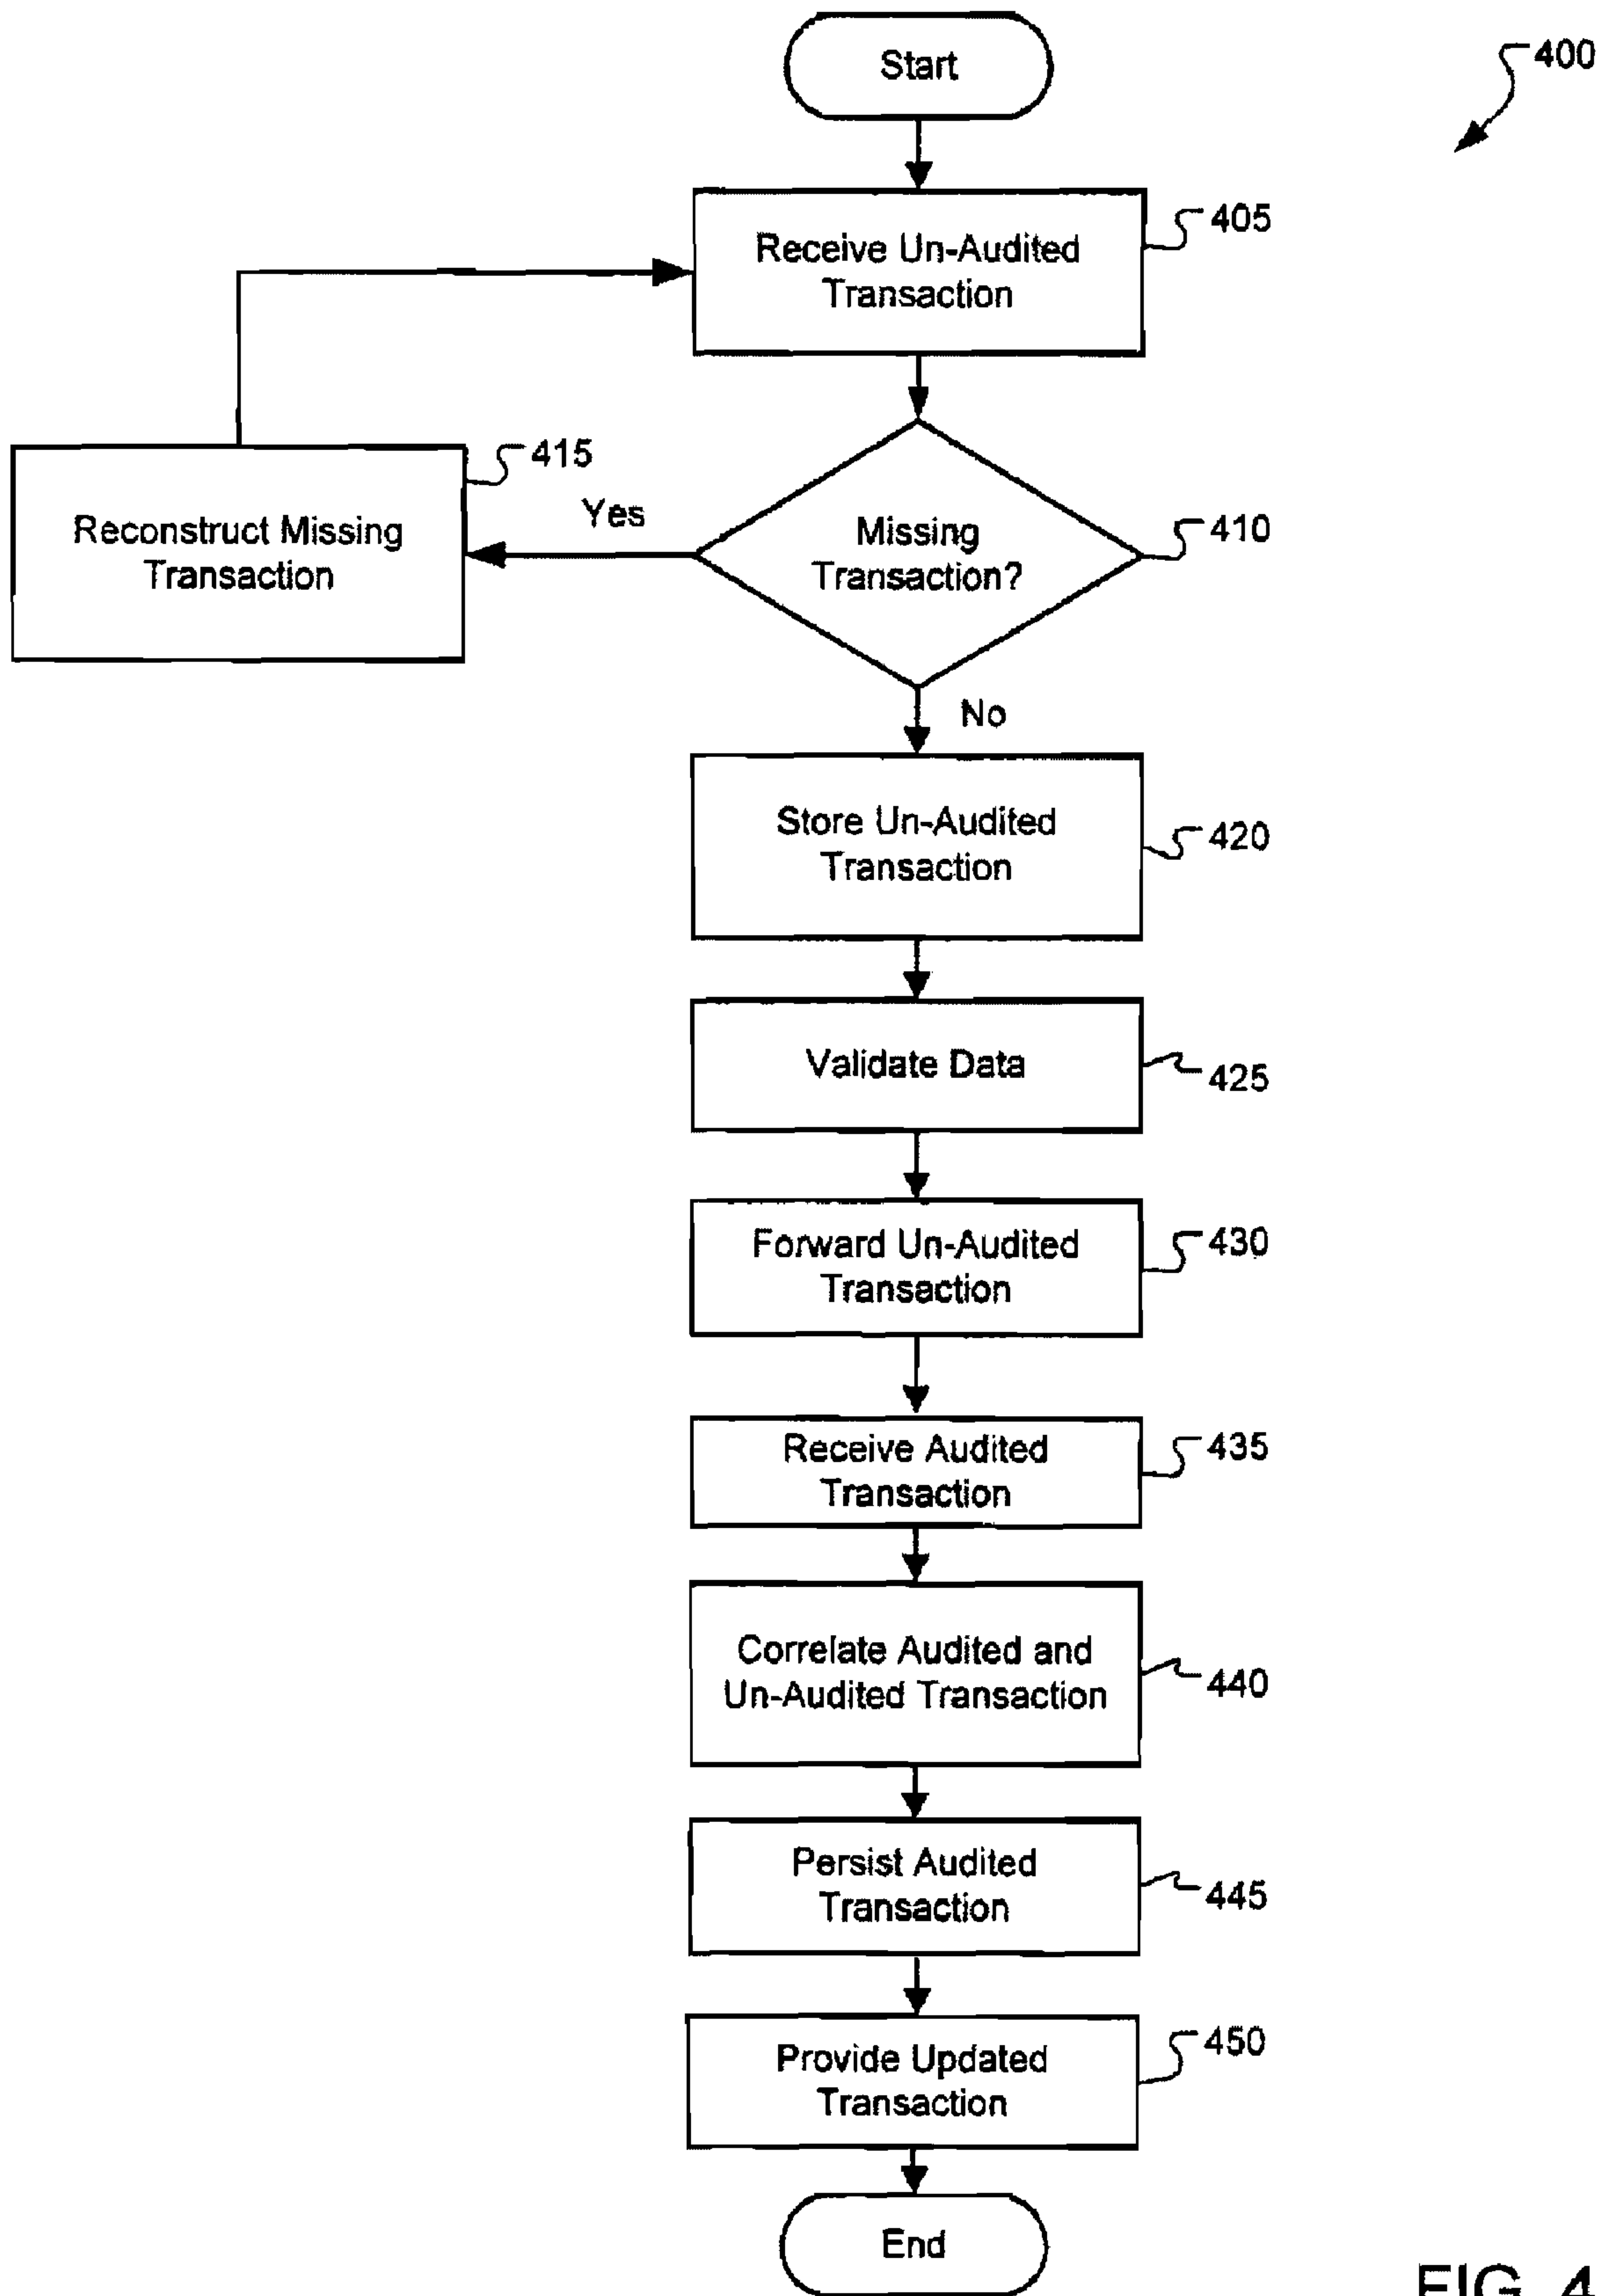 Start
400
Receive Un-Audited
Transaction
405
Missing
Transaction?
410
Yes
Reconstruct Missing
Transaction
415
No
Store Un-Audited
Transaction
420
Validate Data
425
Forward Un-Audited
Transaction
430
Receive Audited
Transaction
435
Correlate Audited and
Un-Audited Transaction
440
Persist Audited
Transaction
445
Provide Updated
Transaction
450
End
FIG. 4